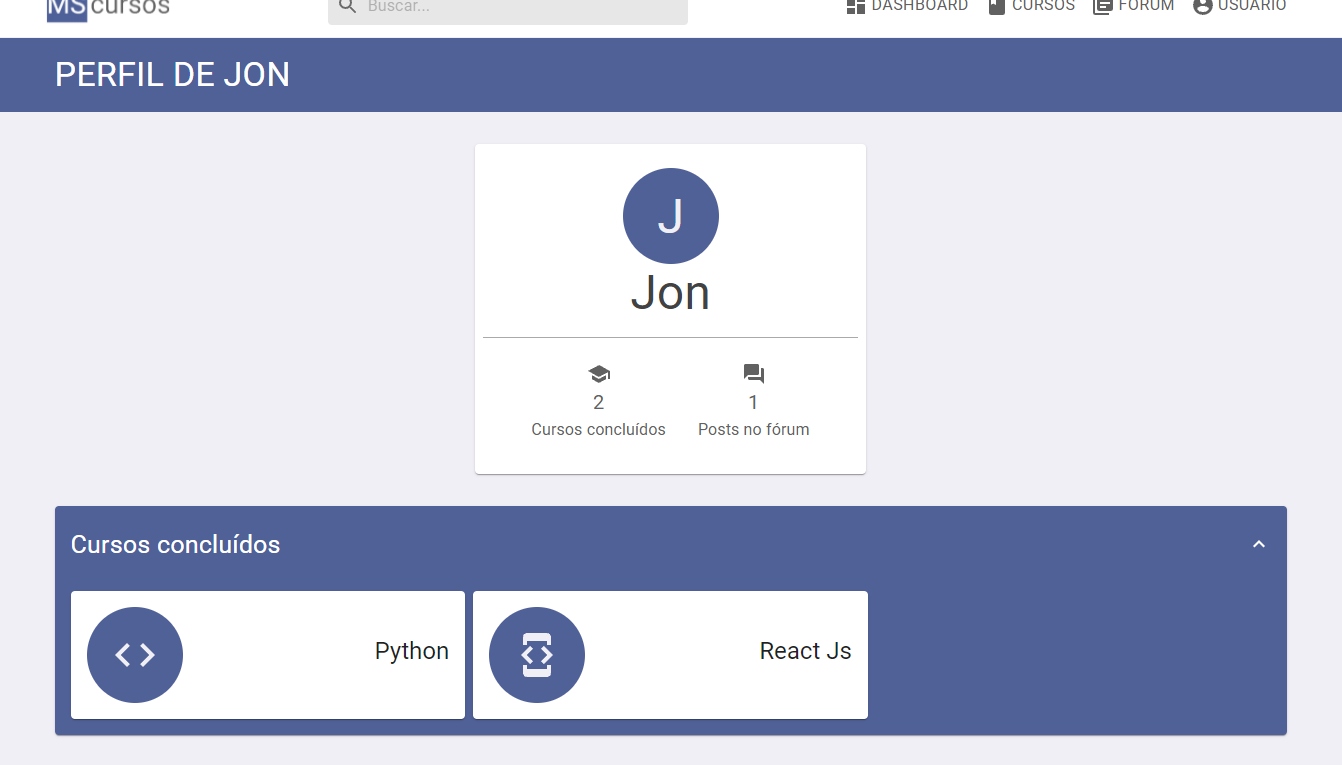 MScursos
Buscar...
DASHBOARD
CURSOS
FORUM
USUÁRIO
PERFIL DE JON
J
Jon
2
Cursos concluídos
1
Posts no fórum
Cursos concluídos
Python
React Js